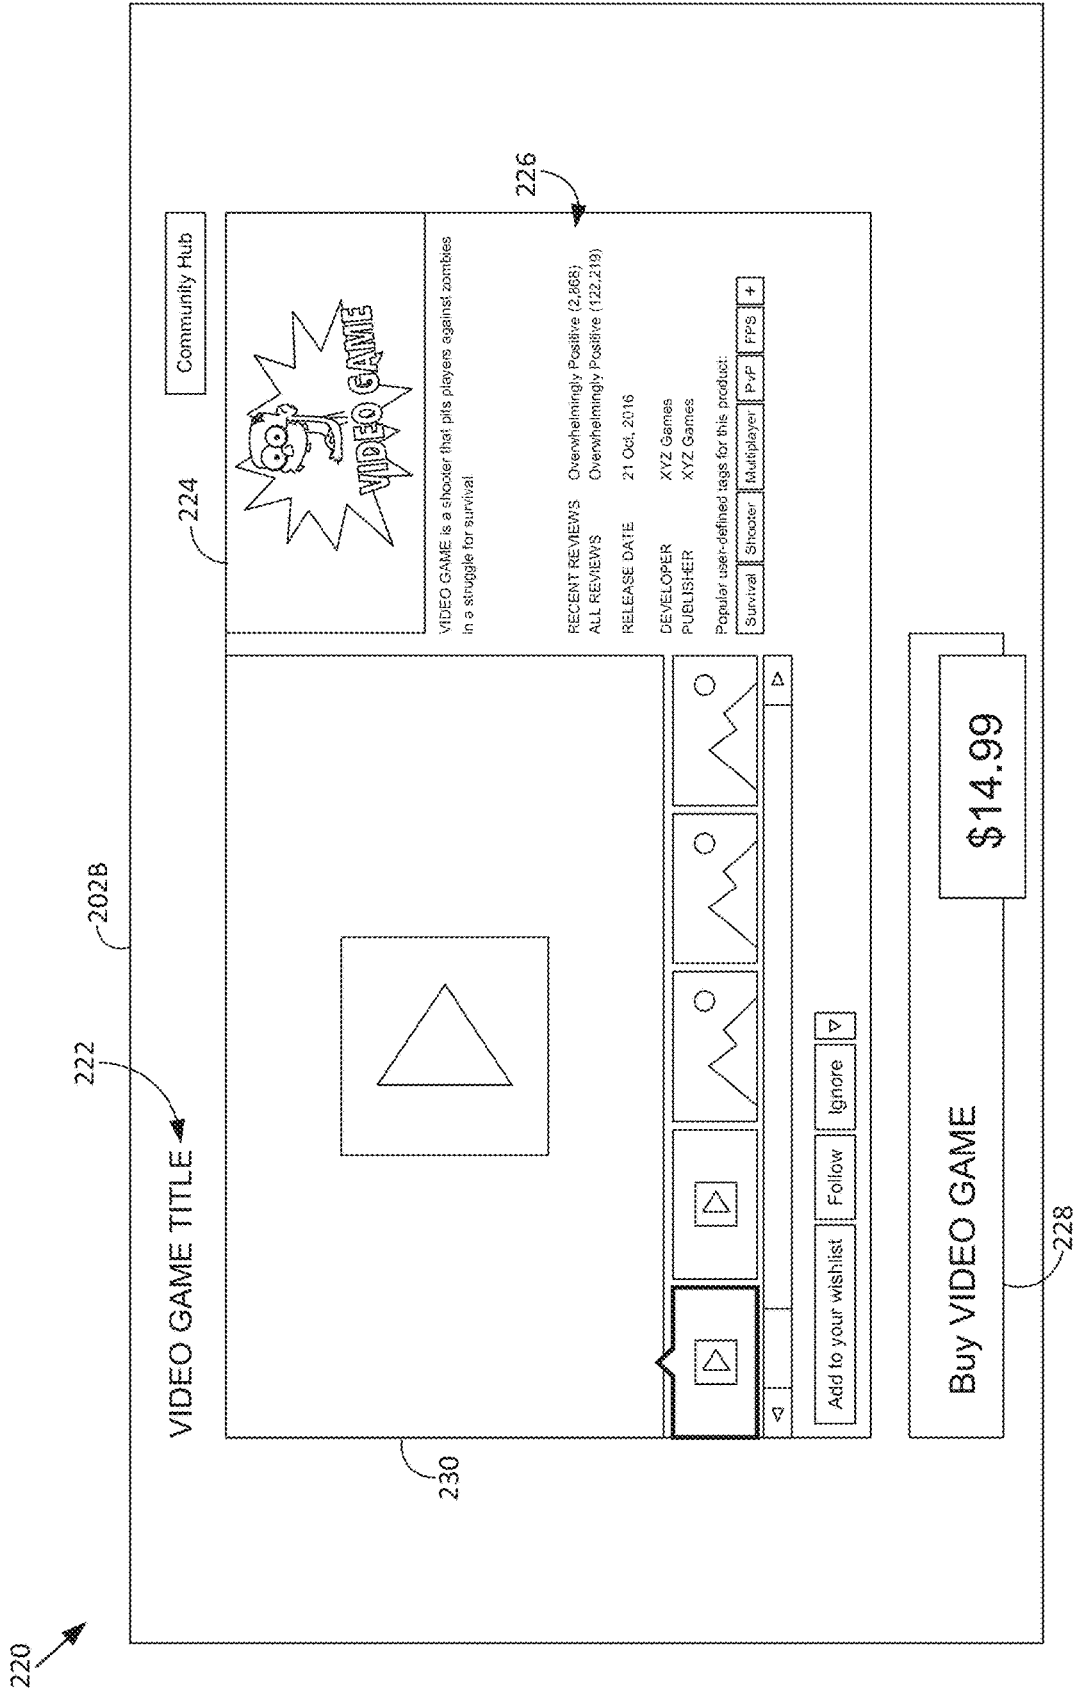 220
202B
222
VIDEO GAME TITLE
Community Hub
224
230
VIDEO GAME
VIDEO GAME is a shooter that pits players against zombies
in a struggle for survival.
226
RECENT REVIEWS Overwhelmingly Positive (2,868)
ALL REVIEWS Overwhelmingly Positive (122,219)
RELEASE DATE 21 Oct, 2016
DEVELOPER XYZ Games
PUBLISHER XYZ Games
Popular user-defined tags for this product:
Survival Shooter Multiplayer PvP FPS +
Add to your wishlist Follow Ignore
Buy VIDEO GAME
$14.99
228